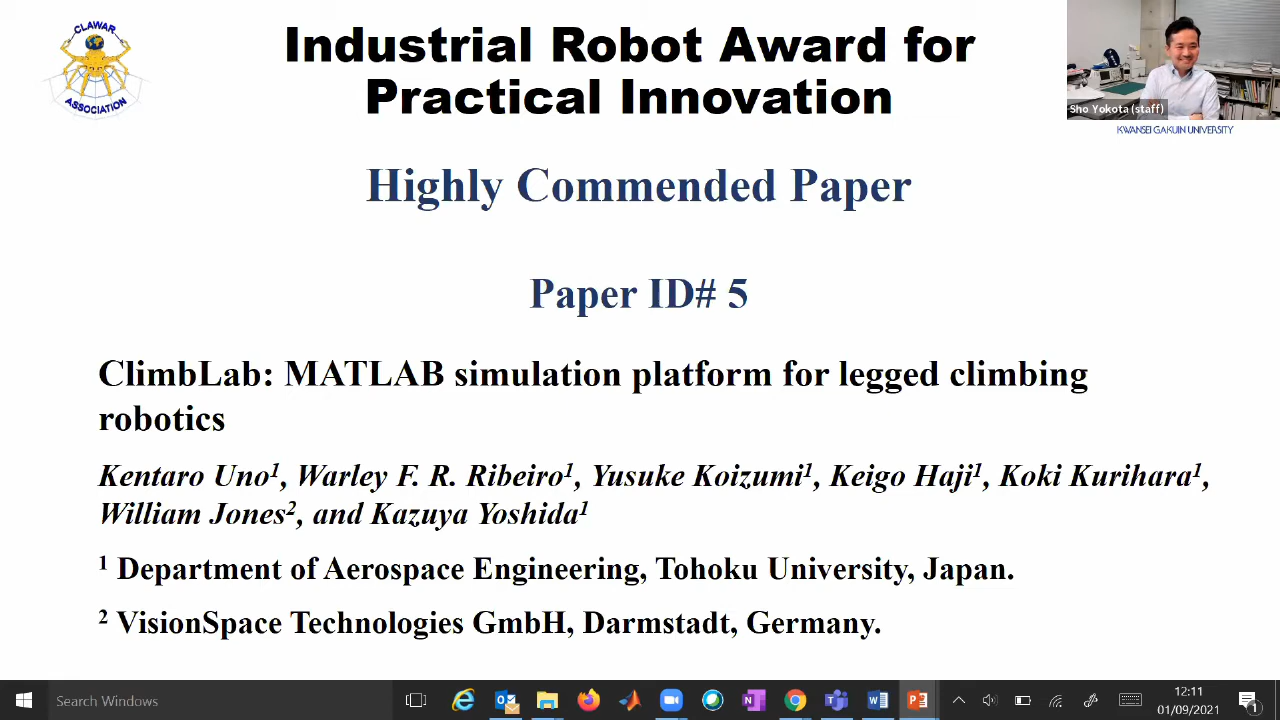 CLAWAR
ASSOCIATION
Industrial Robot Award for
Practical Innovation
Sho Yokota (staff)
KWANSEI GAKUIN UNIVERSITY
Highly Commended Paper
Paper ID# 5
ClimbLab: MATLAB simulation platform for legged climbing
robotics
Kentaro Uno¹, Warley F. R. Ribeiro¹, Yusuke Koizumi¹, Keigo Haji¹, Koki Kurihara¹,
William Jones², and Kazuya Yoshida¹
¹ Department of Aerospace Engineering, Tohoku University, Japan.
² VisionSpace Technologies GmbH, Darmstadt, Germany.
Search Windows
12:11
01/09/2021